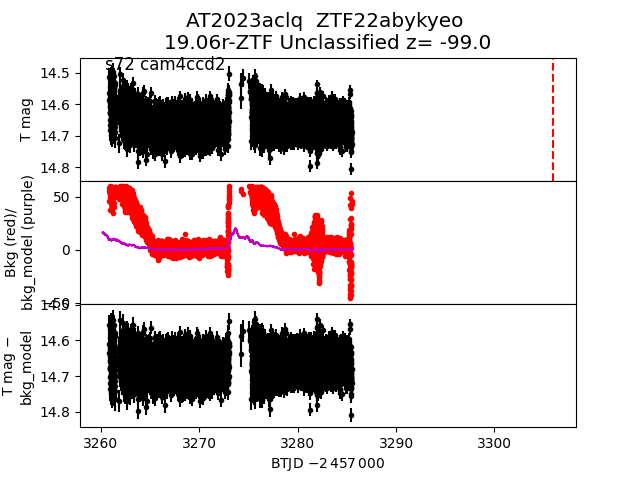 AT2023aclq  ZTF22abykyeo
19.06r-ZTF Unclassified z= -99.0
s72 cam4ccd2
14.5
14.6
14.7
14.8
T mag
50
0
−50
Bkg (red)/
bkg_model (purple)
14.5
14.6
14.7
14.8
T mag −
bkg_model
3260
3270
3280
3290
3300
BTJD −2 457 000